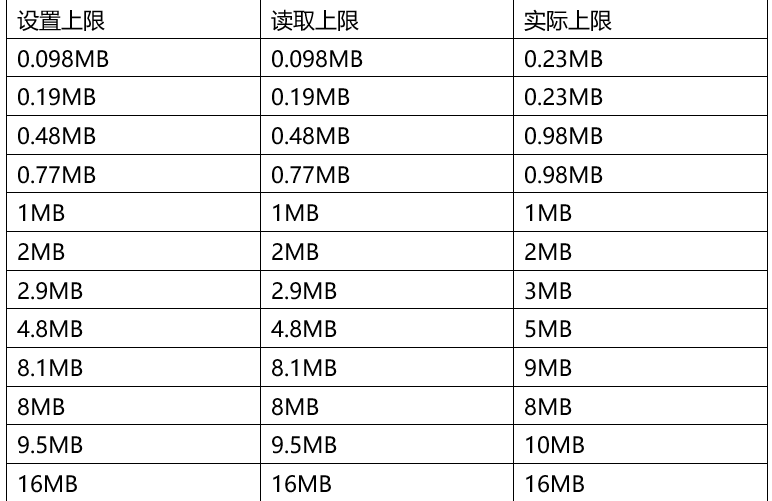 设置上限 读取上限 实际上限
0.098MB 0.098MB 0.23MB
0.19MB 0.19MB 0.23MB
0.48MB 0.48MB 0.98MB
0.77MB 0.77MB 0.98MB
1MB 1MB 1MB
2MB 2MB 2MB
2.9MB 2.9MB 3MB
4.8MB 4.8MB 5MB
8.1MB 8.1MB 9MB
8MB 8MB 8MB
9.5MB 9.5MB 10MB
16MB 16MB 16MB